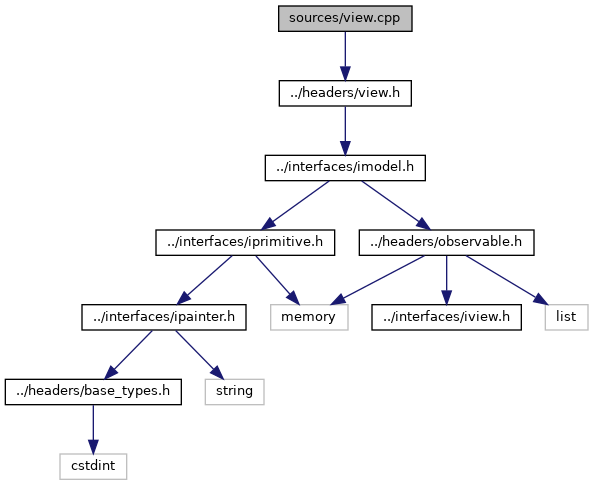 sources/view.cpp
../headers/view.h
../interfaces/imodel.h
../interfaces/iprimitive.h
../headers/observable.h
../interfaces/ipainter.h
memory
../interfaces/iview.h
list
../headers/base_types.h
string
cstdint